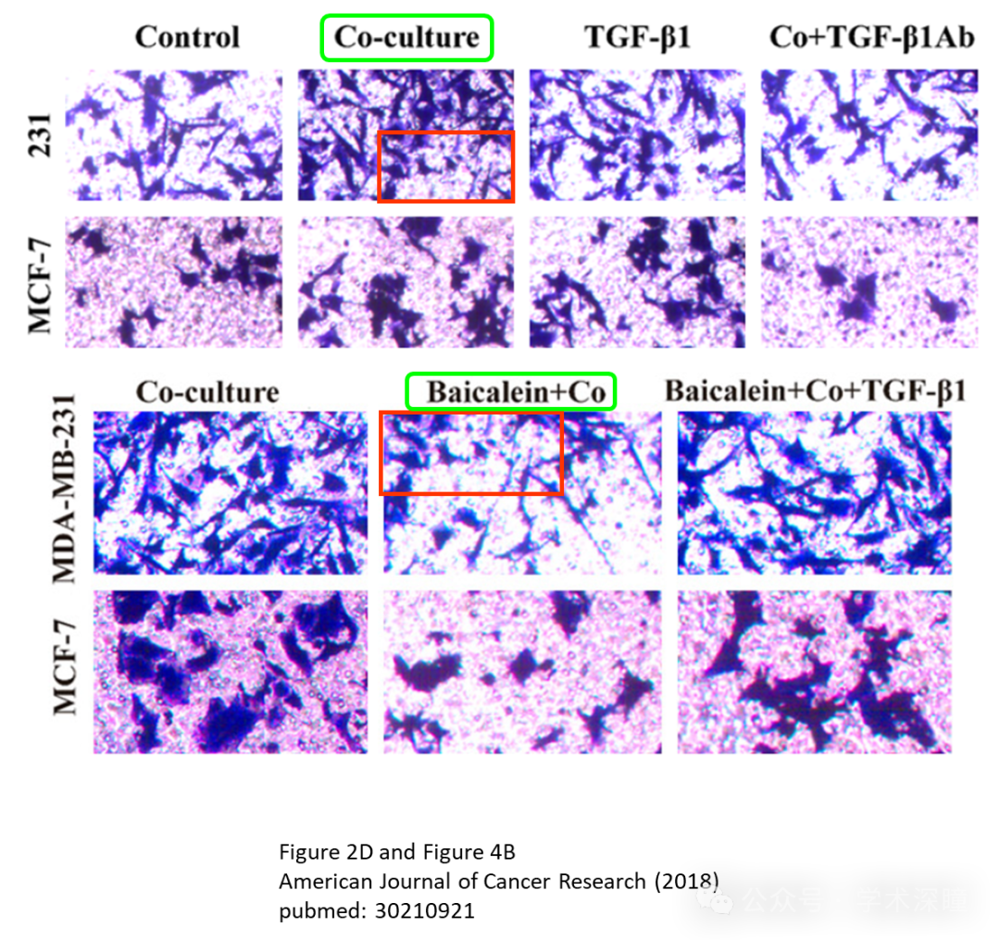 Control Co-culture TGF-β1 Co+TGF-β1Ab
231
MCF-7
Co-culture Baicalein+Co Baicalein+Co+TGF-β1
MDA-MB-231
MCF-7
Figure 2D and Figure 4B
American Journal of Cancer Research (2018)
pubmed: 30210921
公众号 学术深瞳